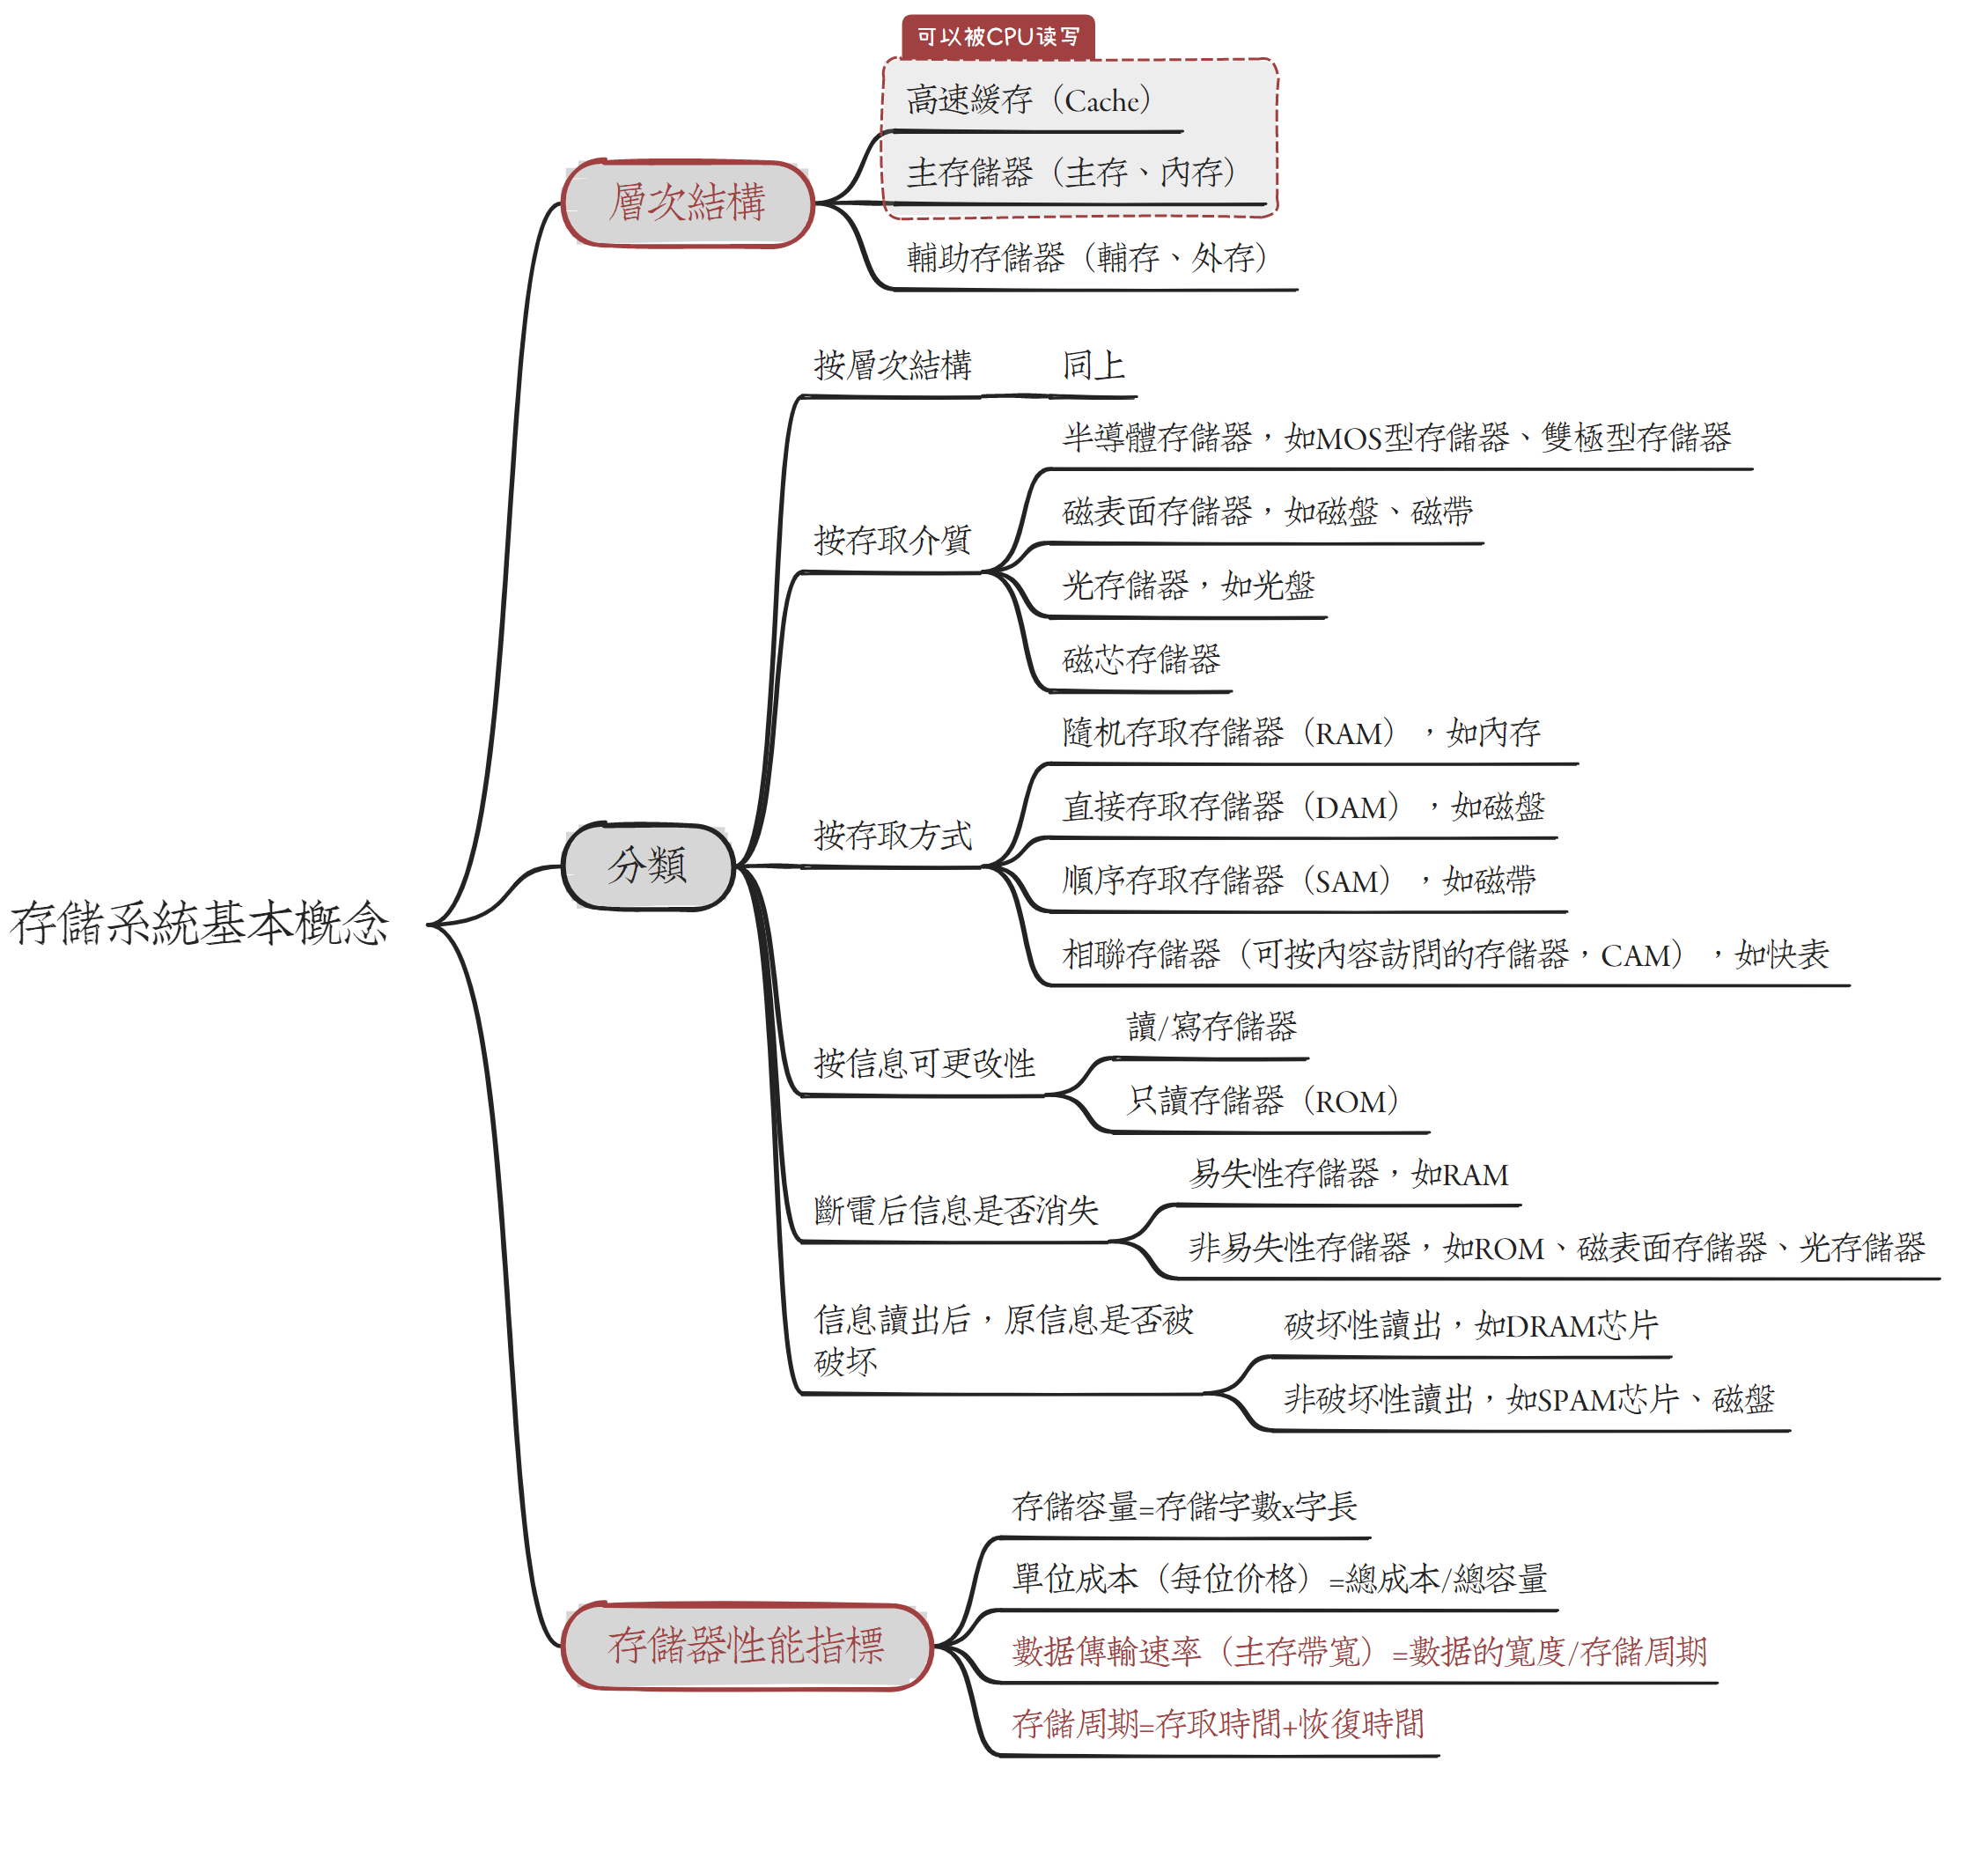 可以被CPU读写
高速緩存（Cache）
主存儲器（主存、內存）
輔助存儲器（輔存、外存）
層次結構
按層次結構
同上
半導體存儲器，如MOS型存儲器、雙極型存儲器
磁表面存儲器，如磁盤、磁帶
按存取介質
光存儲器，如光盤
磁芯存儲器
隨机存取存儲器（RAM），如內存
直接存取存儲器（DAM），如磁盤
按存取方式
順序存取存儲器（SAM），如磁帶
相聯存儲器（可按內容訪問的存儲器，CAM），如快表
分類
存儲系統基本概念
讀/寫存儲器
按信息可更改性
只讀存儲器（ROM）
易失性存儲器，如RAM
斷電后信息是否消失
非易失性存儲器，如ROM、磁表面存儲器、光存儲器
信息讀出后，原信息是否被
破坏
破坏性讀出，如DRAM芯片
非破坏性讀出，如SPAM芯片、磁盤
存儲容量=存儲字數x字長
單位成本（每位价格）=總成本/總容量
存儲器性能指標
數据傳輸速率（主存帶寬）=數据的寬度/存儲周期
存儲周期=存取時間+恢復時間